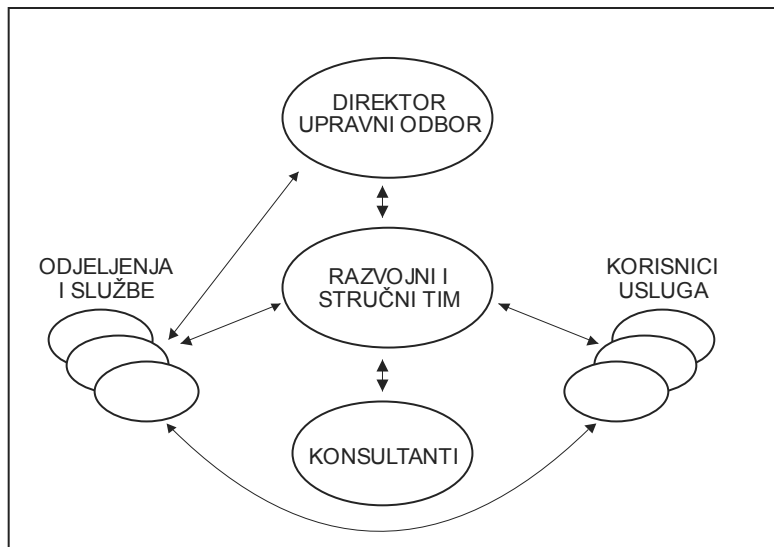 DIREKTOR
UPRAVNI ODBOR
ODJELJENJA
I SLUŽBE
RAZVOJNI I
STRUČNI TIM
KORISNICI
USLUGA
KONSULTANTI